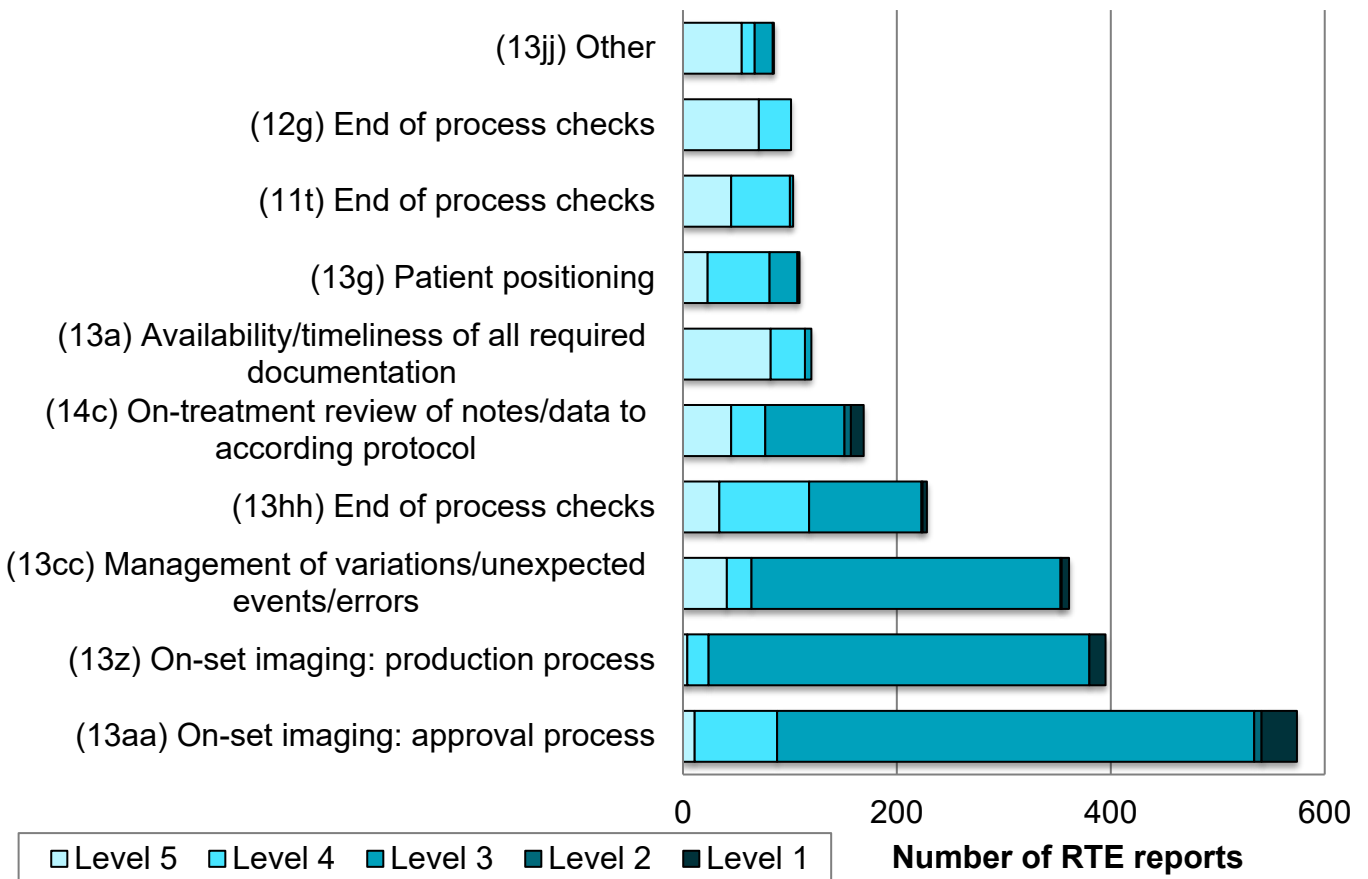 (13jj) Other
(12g) End of process checks
(11t) End of process checks
(13g) Patient positioning
(13a) Availability/timeliness of all required
documentation
(14c) On-treatment review of notes/data to
according protocol
(13hh) End of process checks
(13cc) Management of variations/unexpected
events/errors
(13z) On-set imaging: production process
(13aa) On-set imaging: approval process
0 200 400 600
Level 5 Level 4 Level 3 Level 2 Level 1
Number of RTE reports